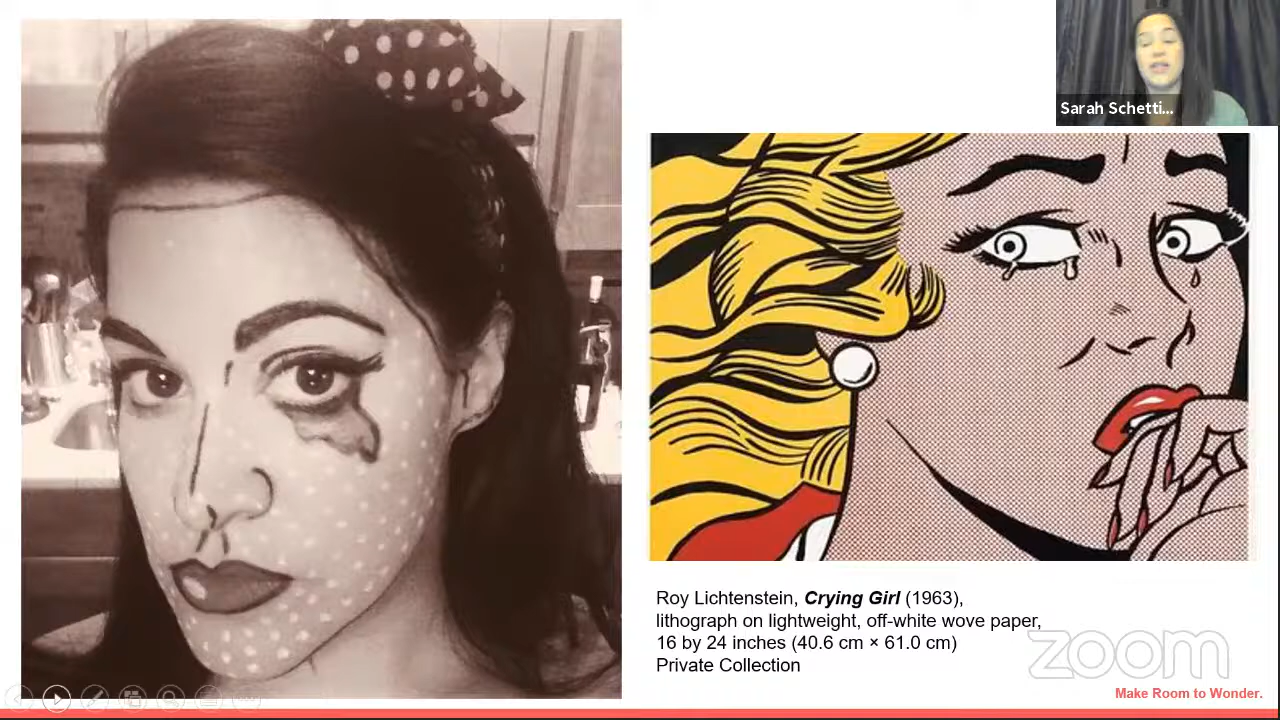 Sarah Schetti...
Roy Lichtenstein, Crying Girl (1963),
lithograph on lightweight, off-white wove paper,
16 by 24 inches (40.6 cm × 61.0 cm)
Private Collection
zoom
Make Room to Wonder.